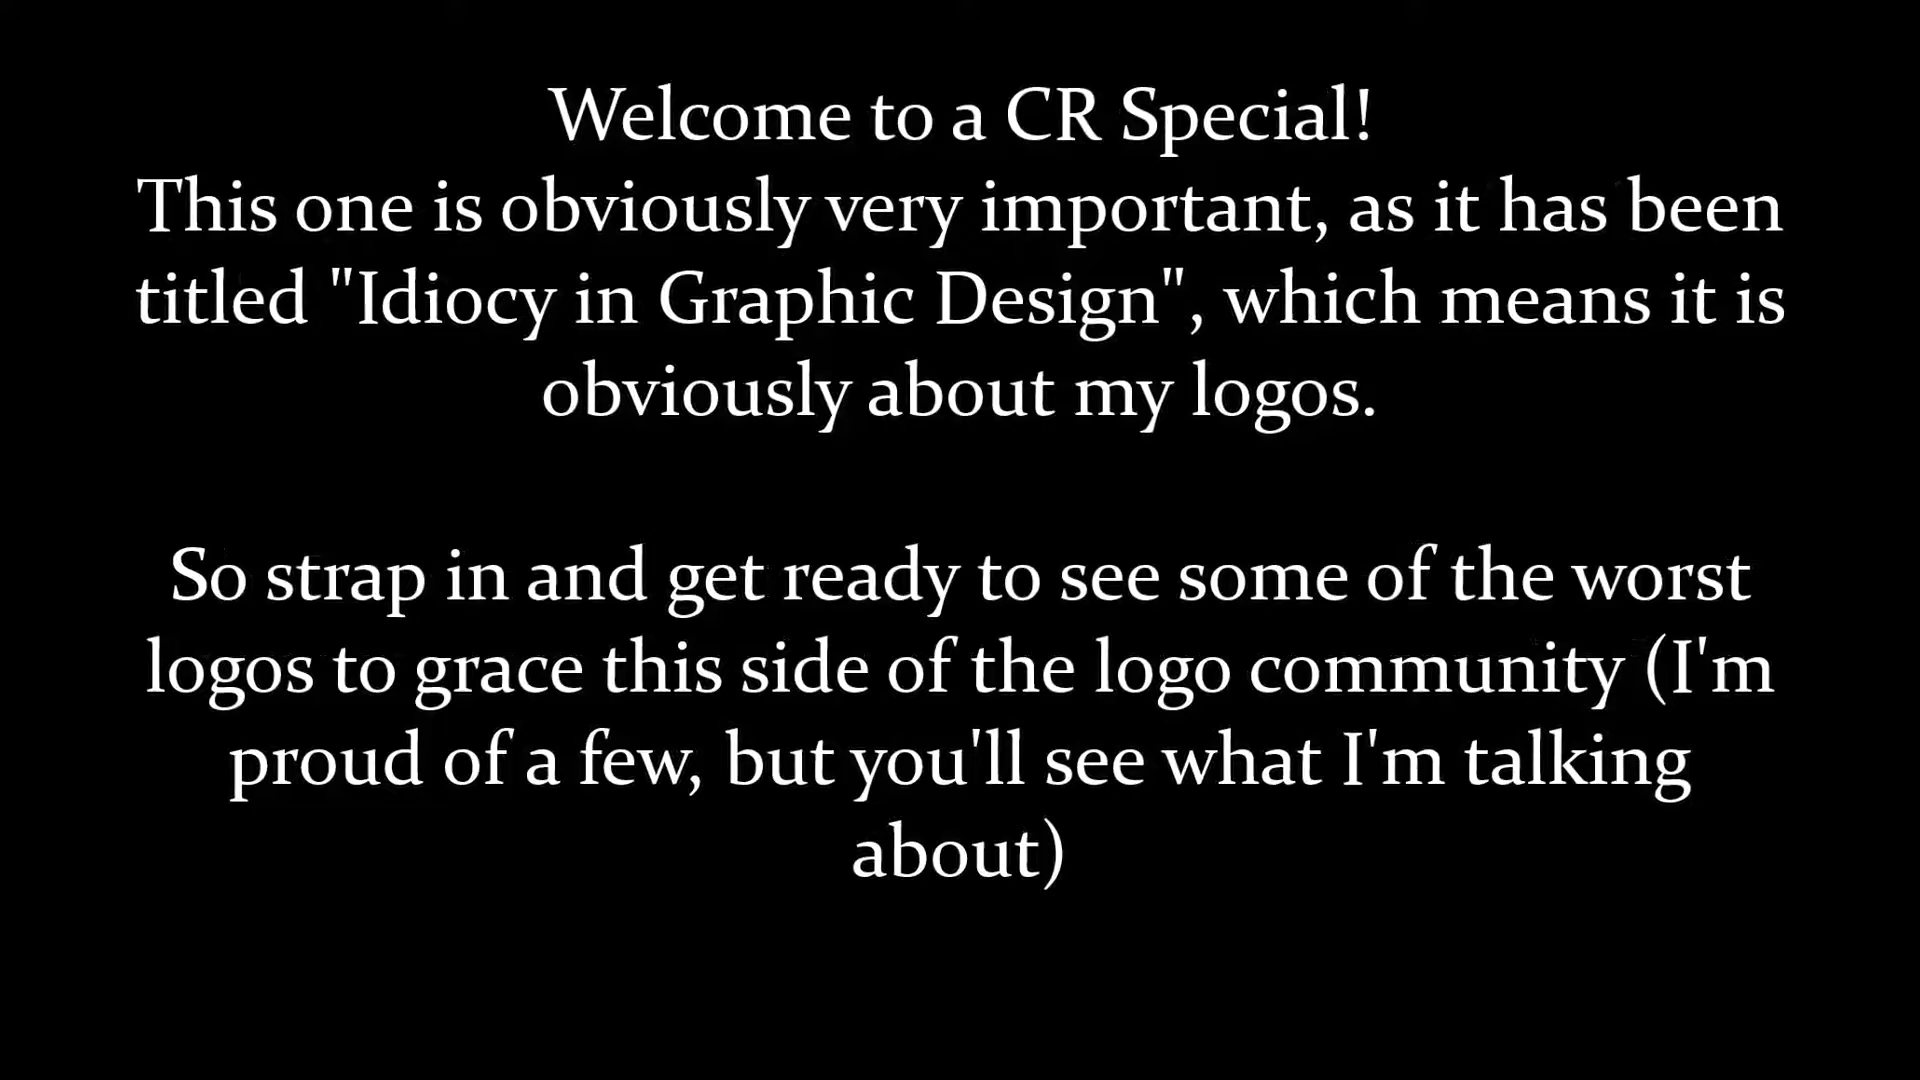 Welcome to a CR Special!
This one is obviously very important, as it has been
titled "Idiocy in Graphic Design", which means it is
obviously about my logos.
So strap in and get ready to see some of the worst
logos to grace this side of the logo community (I'm
proud of a few, but you'll see what I'm talking
about)